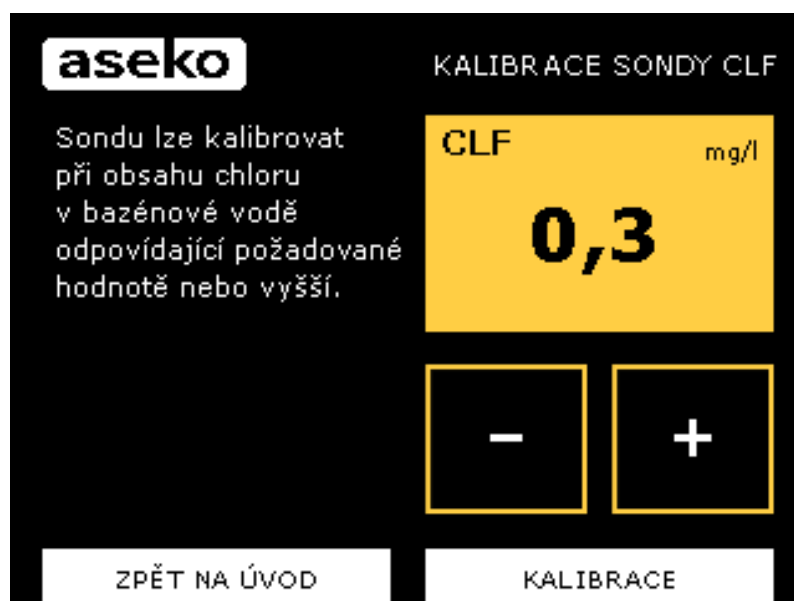 aseko
KALIBRACE SONDY CLF
Sondu lze kalibrovat
při obsahu chloru
v bazénové vodě
odpovídající požadované
hodnotě nebo vyšší.
CLF
mg/l
0,3
-
+
ZPĚT NA ÚVOD
KALIBRACE